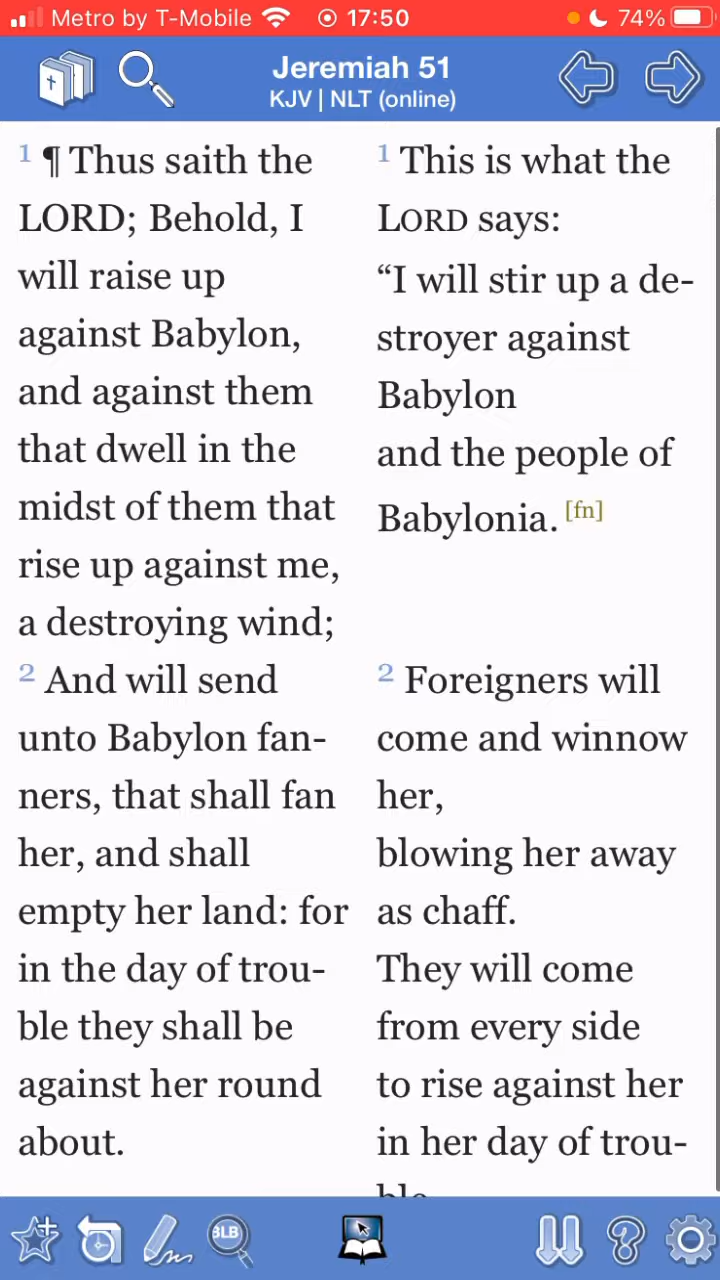 Metro by T-Mobile 17:50 74%
Jeremiah 51
KJV | NLT (online)
1 ¶ Thus saith the
LORD; Behold, I
will raise up
against Babylon,
and against them
that dwell in the
midst of them that
rise up against me,
a destroying wind;
2 And will send
unto Babylon fan-
ners, that shall fan
her, and shall
empty her land: for
in the day of trou-
ble they shall be
against her round
about.
1 This is what the
LORD says:
“I will stir up a de-
stroyer against
Babylon
and the people of
Babylonia. [fn]
2 Foreigners will
come and winnow
her,
blowing her away
as chaff.
They will come
from every side
to rise against her
in her day of trou-
ble
BLB